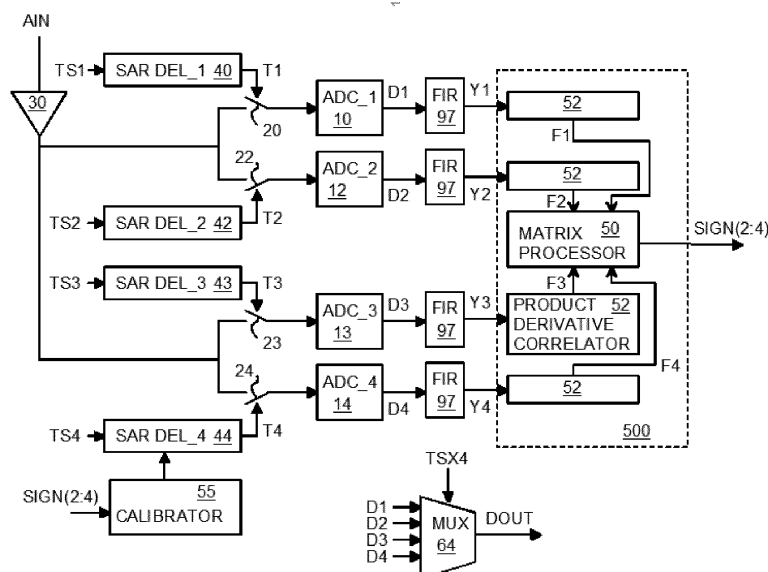 AIN
30
TS1
SAR DEL_1 40
T1
20
ADC_1
10
D1
FIR
97
Y1
52
F1
22
ADC_2
12
D2
FIR
97
Y2
52
F2
TS2
SAR DEL_2 42
T2
MATRIX 50
PROCESSOR
SIGN(2:4)
TS3
SAR DEL_3 43
T3
23
ADC_3
13
D3
FIR
97
Y3
F3
PRODUCT 52
DERIVATIVE
CORRELATOR
F4
24
ADC_4
14
D4
FIR
97
Y4
52
500
TS4
SAR DEL_4 44
T4
SIGN(2:4)
55
CALIBRATOR
TSX4
D1
D2
D3
D4
MUX
64
DOUT